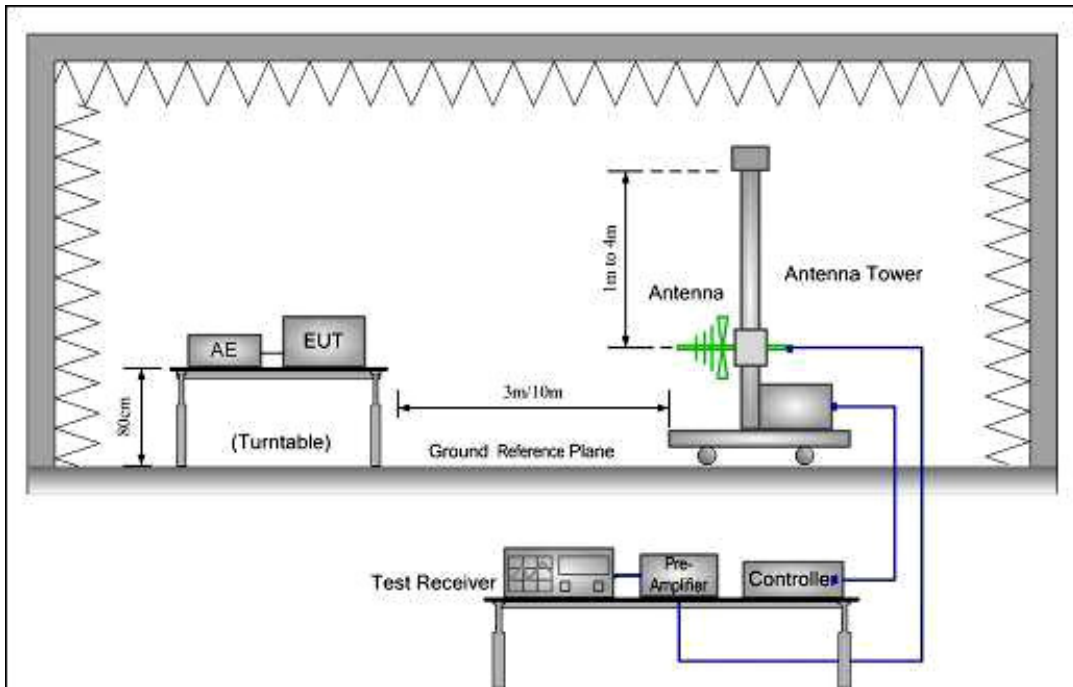 1m to 4m
Antenna
Antenna Tower
AE
EUT
80cm
(Turntable)
3m/10m
Ground Reference Plane
Test Receiver
Pre-
Amplifier
Controlle